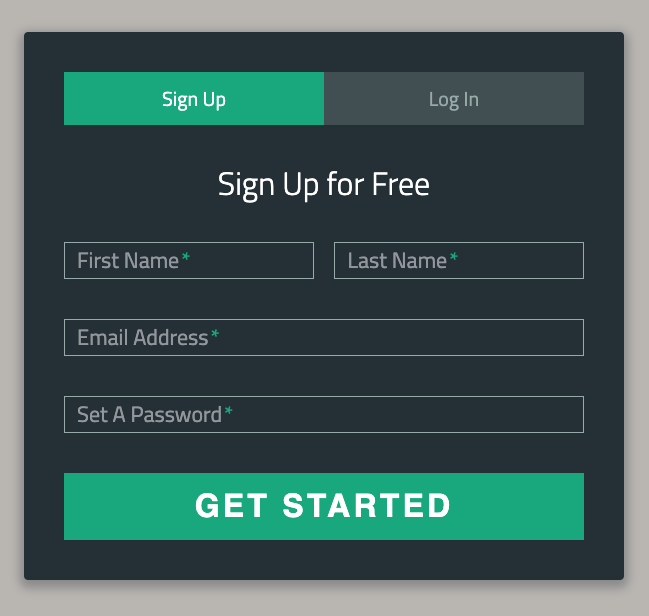 Sign Up Log In
Sign Up for Free
First Name* Last Name*
Email Address*
Set A Password*
GET STARTED